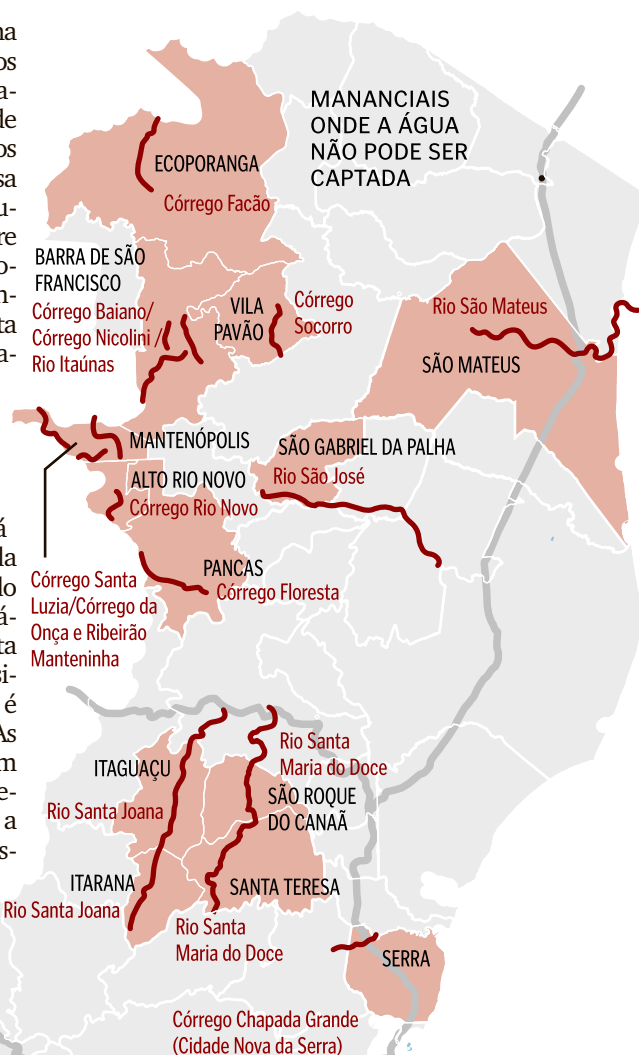 MANANCIAIS
ONDE A ÁGUA
NÃO PODE SER
CAPTADA
ECOPORANGA
Córrego Facão
BARRA DE SÃO
FRANCISCO
Córrego Baiano/
Córrego Nicolini /
Rio Itaúnas
VILA
PAVÃO
Córrego
Socorro
Rio São Mateus
SÃO MATEUS
MANTENÓPOLIS
SÃO GABRIEL DA PALHA
Rio São José
ALTO RIO NOVO
Córrego Rio Novo
PANCAS
Córrego Floresta
Córrego Santa
Luzia/Córrego da
Onça e Ribeirão
Manteninha
ITAGUAÇU
Rio Santa Joana
Rio Santa
Maria do Doce
SÃO ROQUE
DO CANAÃ
ITARANA
Rio Santa Joana
SANTA TERESA
Rio Santa
Maria do Doce
SERRA
Córrego Chapada Grande
(Cidade Nova da Serra)